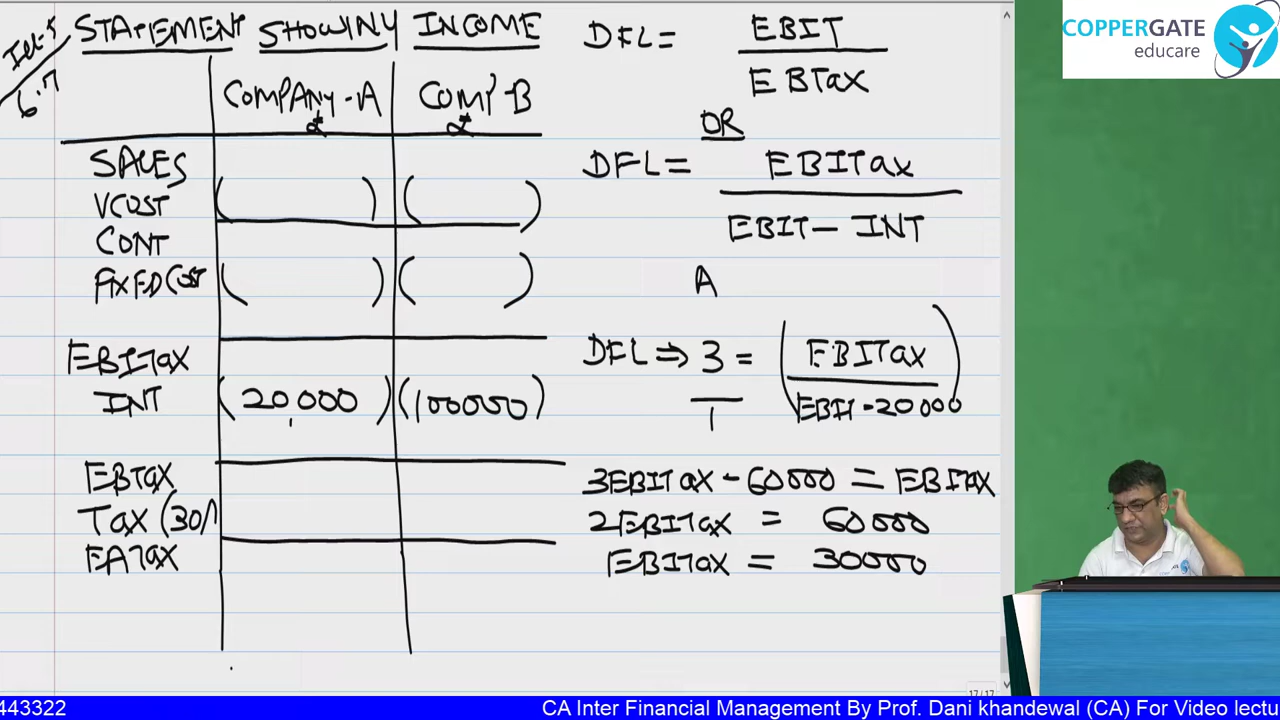 Ill-5
6.7
STATEMENT SHOWING INCOME
COMPANY-A COMP' B
SALES
VCOST ( ) ( )
CONT
FIXED COST ( ) ( )
EBITax
INT (20,000) (100000)
EBTax
Tax (30%
EATax
DFL = EBIT
EBTax
OR
DFL = EBITax
EBIT - INT
A
DFL ⇒ 3 = (EBITax
1 EBIT - 20000)
3EBITax - 60000 = EBITax
2EBITax = 60000
EBITax = 30000
COPPERGATE
educare
17/17
443322 CA Inter Financial Management By Prof. Dani khandewal (CA) For Video lectu